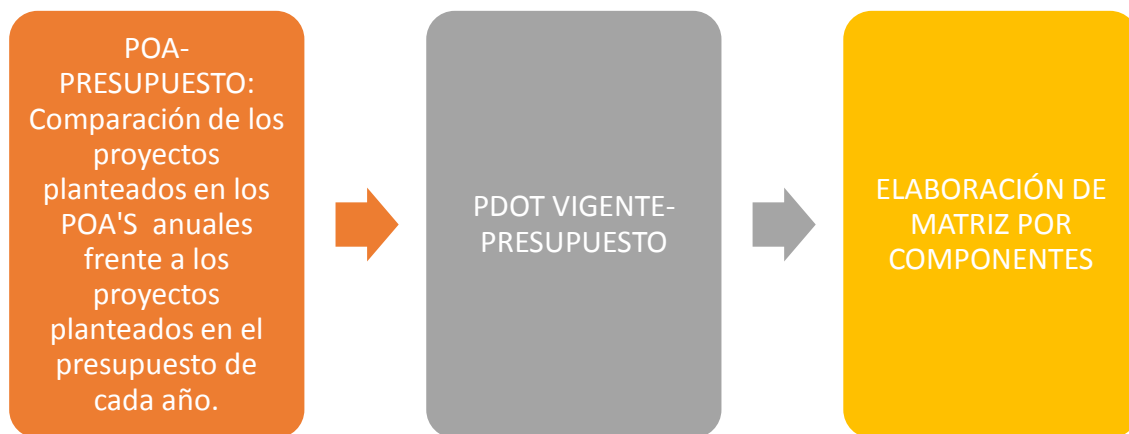 POA-
PRESUPUESTO:
Comparación de los
proyectos
planteados en los
POA'S  anuales
frente a los
proyectos
planteados en el
presupuesto de
cada año.
PDOT VIGENTE-
PRESUPUESTO
ELABORACIÓN DE
MATRIZ POR
COMPONENTES